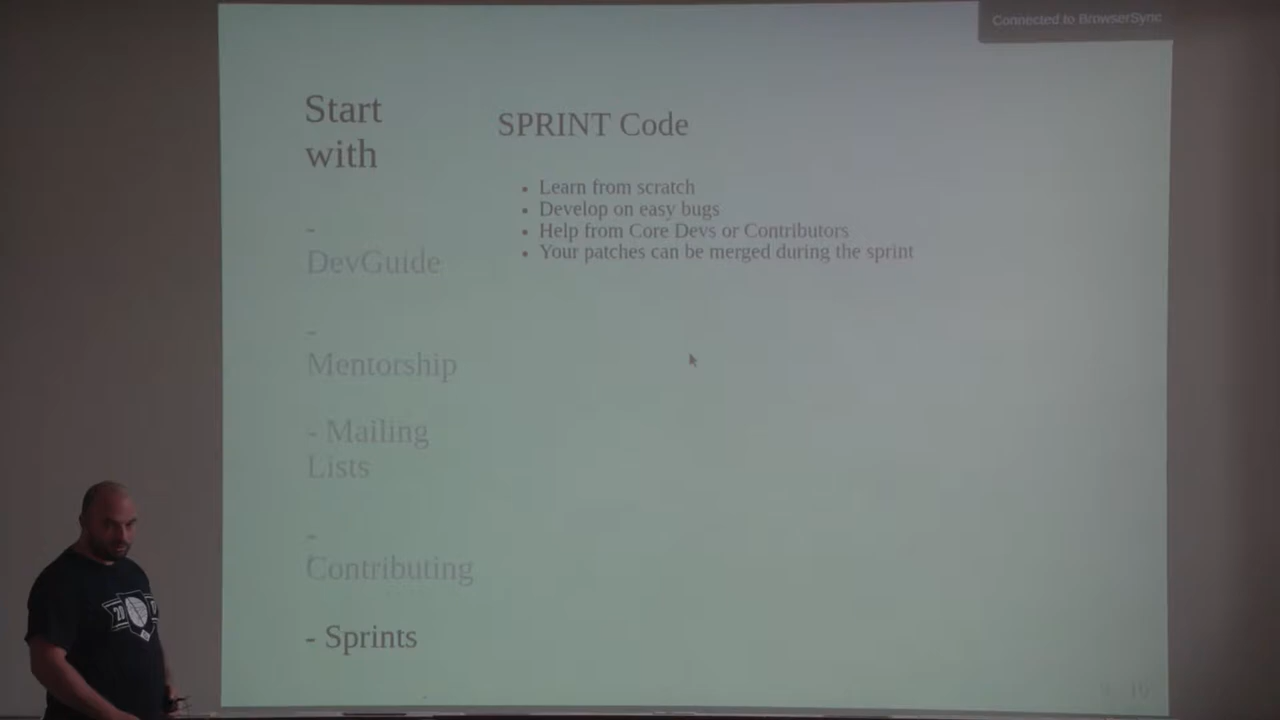 Connected to BrowserSync
Start
with
-
DevGuide
-
Mentorship
- Mailing
Lists
-
Contributing
- Sprints
SPRINT Code
• Learn from scratch
• Develop on easy bugs
• Help from Core Devs or Contributors
• Your patches can be merged during the sprint
20